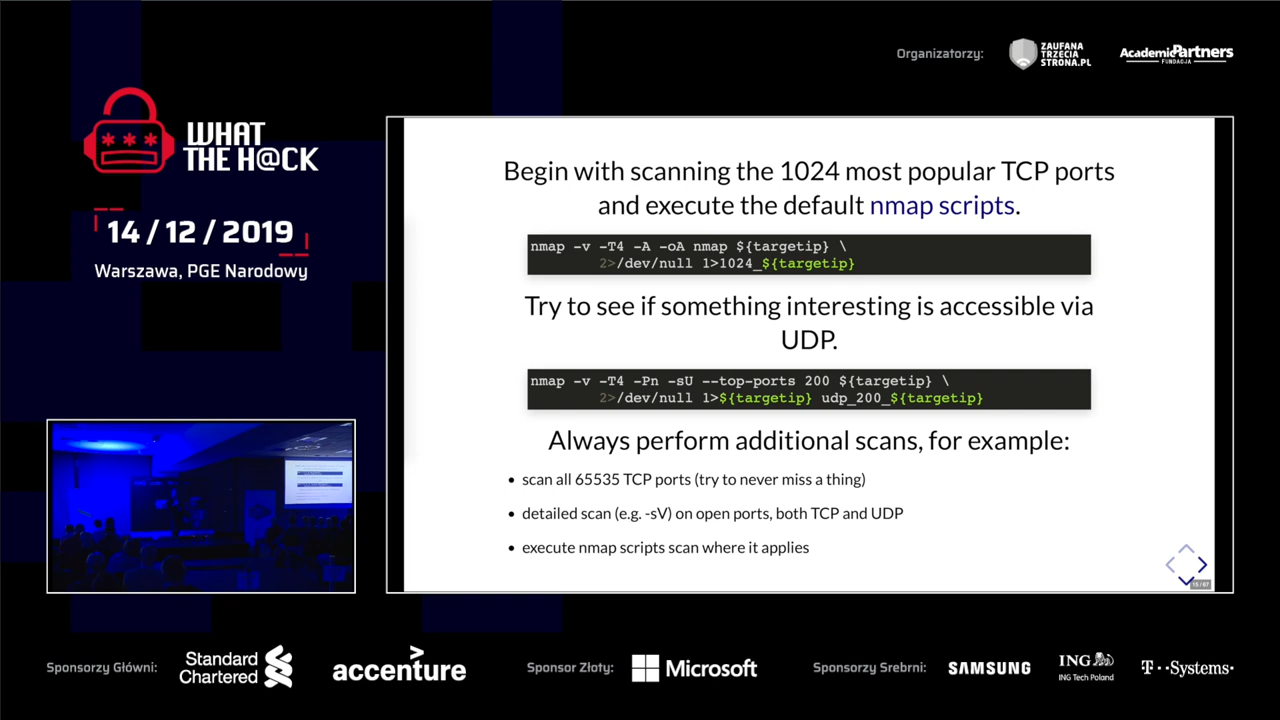 Organizatorzy:
ZAUFANA
TRZECIA
STRONA.PL
AcademicPartners
FUNDACJA
WHAT
THE H@CK
14 / 12 / 2019
Warszawa, PGE Narodowy
Begin with scanning the 1024 most popular TCP ports
and execute the default nmap scripts.
nmap -v -T4 -A -oA nmap ${targetip} \
2>/dev/null 1>1024_${targetip}
Try to see if something interesting is accessible via
UDP.
nmap -v -T4 -Pn -sU --top-ports 200 ${targetip} \
2>/dev/null 1>${targetip} udp_200_${targetip}
Always perform additional scans, for example:
• scan all 65535 TCP ports (try to never miss a thing)
• detailed scan (e.g. -sV) on open ports, both TCP and UDP
• execute nmap scripts scan where it applies
Sponsorzy Główni:
Standard
Chartered
accenture
Sponsor Złoty:
Microsoft
Sponsorzy Srebrni:
SAMSUNG
ING
ING Tech Poland
T··Systems·